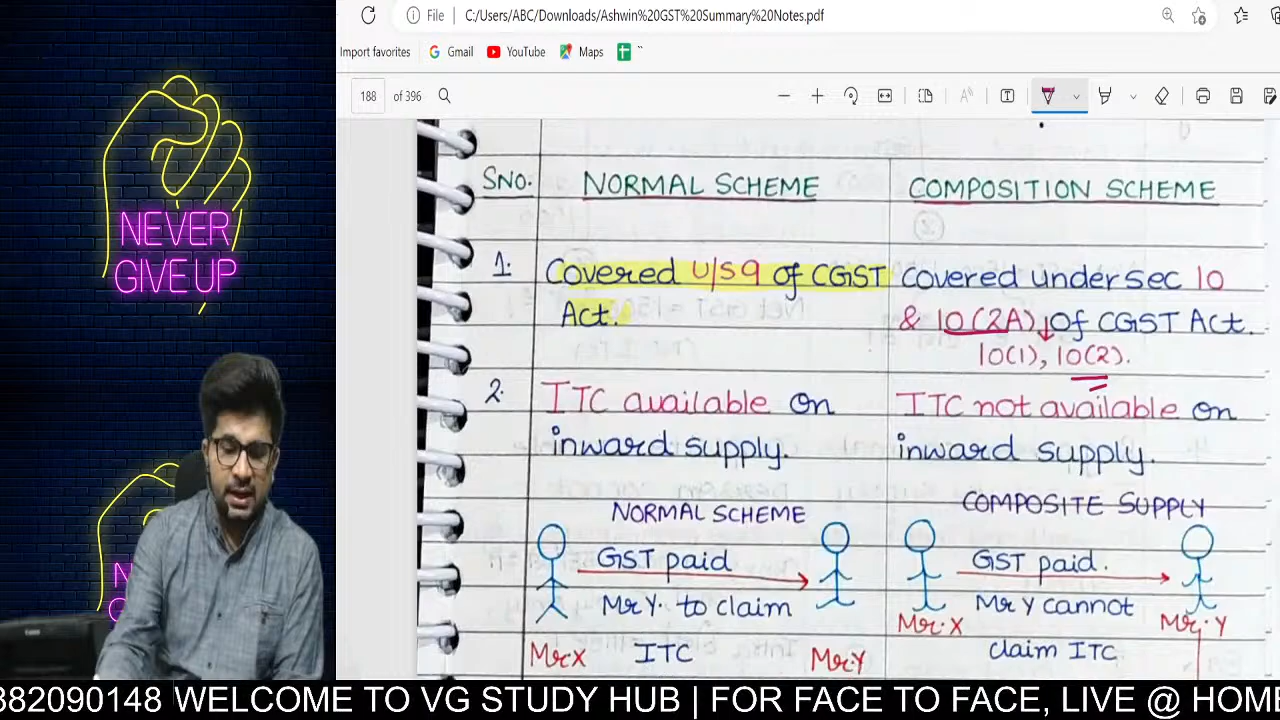 File C:/Users/ABC/Downloads/Ashwin%20GST%20Summary%20Notes.pdf
Import favorites Gmail YouTube Maps
188 of 396
SNO. NORMAL SCHEME COMPOSITION SCHEME
1. Covered U/S 9 of CGST Covered under sec 10
Act. & 10(2A) of CGST Act.
10(1), 10(2).
2. ITC available on ITC not available on
inward supply. inward supply.
NORMAL SCHEME COMPOSITE SUPPLY
GST paid GST paid.
Mr Y. to claim Mr Y cannot
Mr. X Mr. Y
Mr X ITC Mr. Y claim ITC
NEVER
GIVE UP
382090148 WELCOME TO VG STUDY HUB | FOR FACE TO FACE, LIVE @ HOME